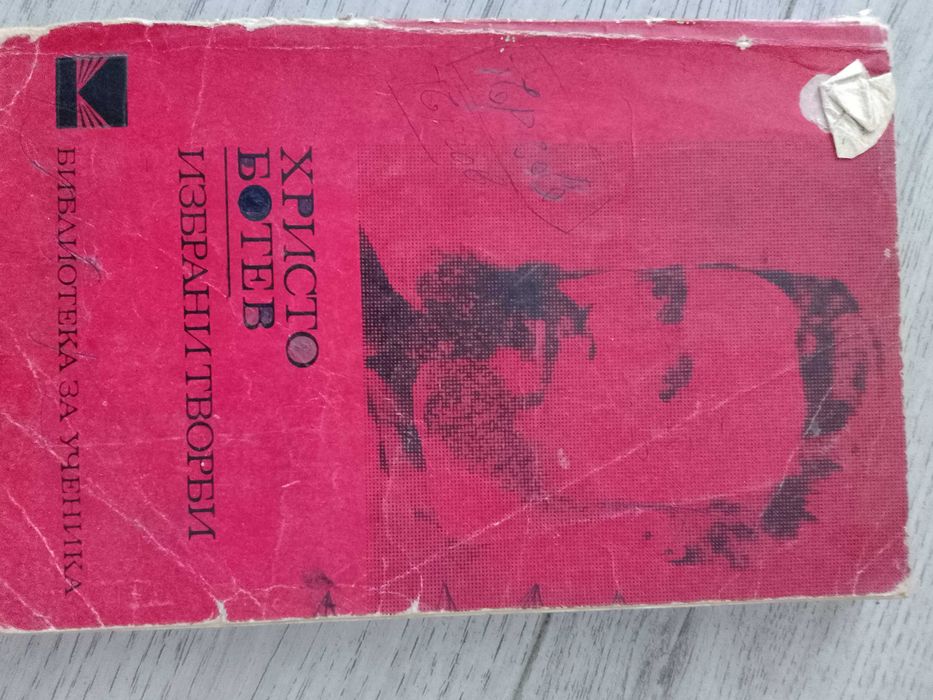 ХРИСТО
БОТЕВ
ИЗБРАНИ ТВОРБИ
БИБЛИОТЕКА ЗА УЧЕНИКА